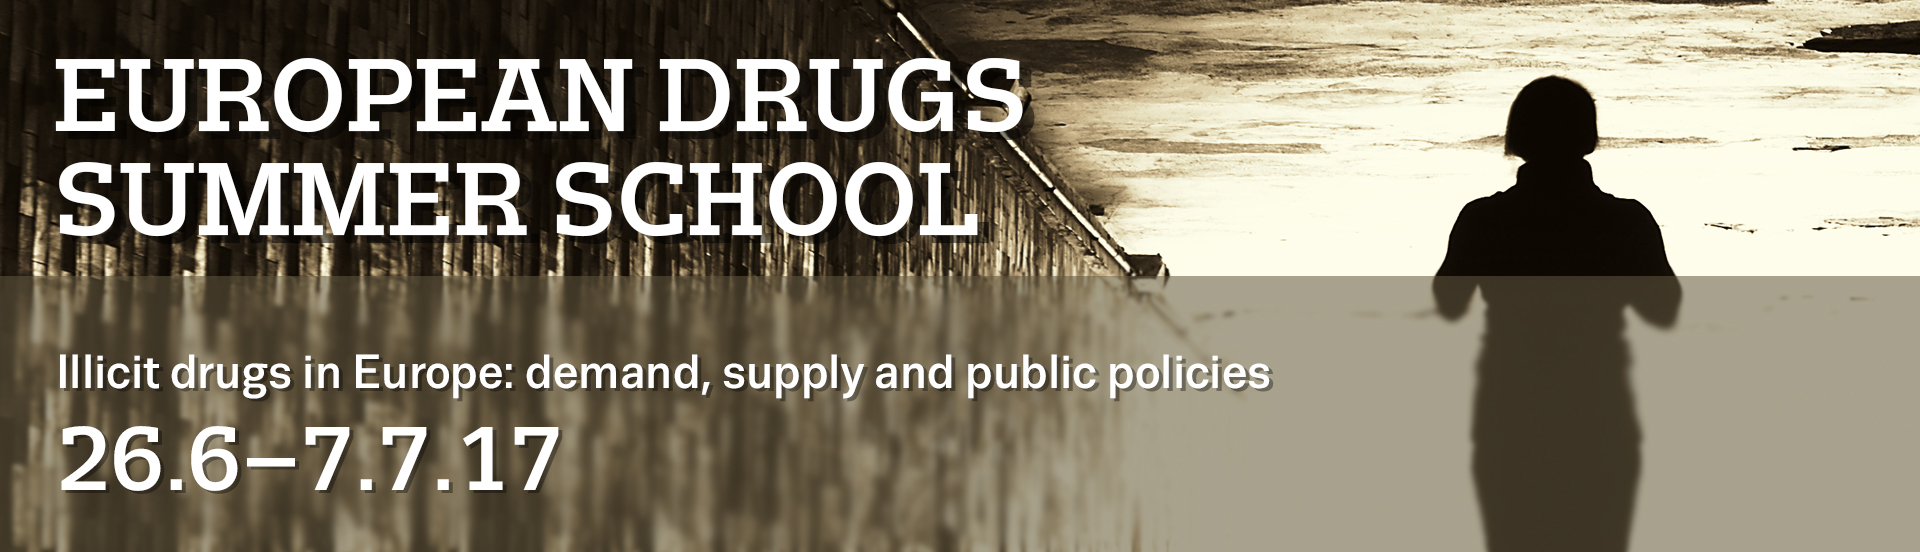 EUROPEAN DRUGS
SUMMER SCHOOL
Illicit drugs in Europe: demand, supply and public policies
26.6–7.7.17